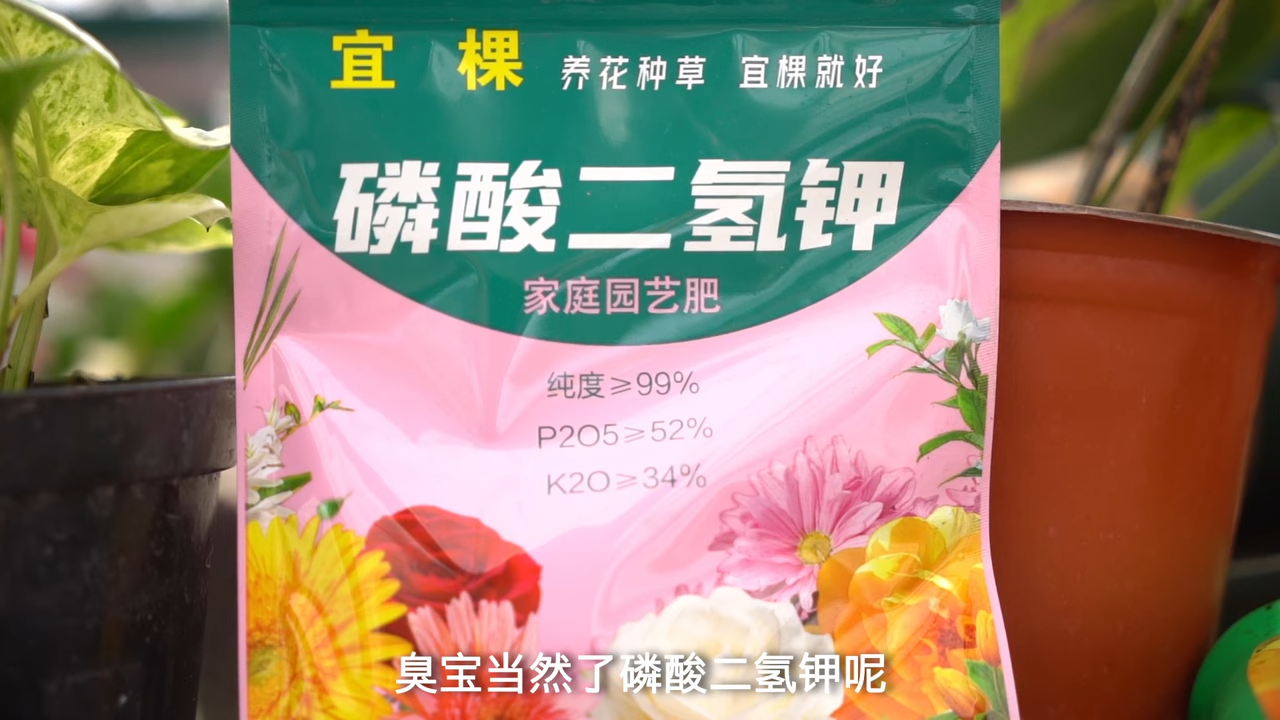 宜棵 养花种草 宜棵就好
磷酸二氢钾
家庭园艺肥
纯度≥99%
P2O5≥52%
K2O≥34%
臭宝当然了磷酸二氢钾呢